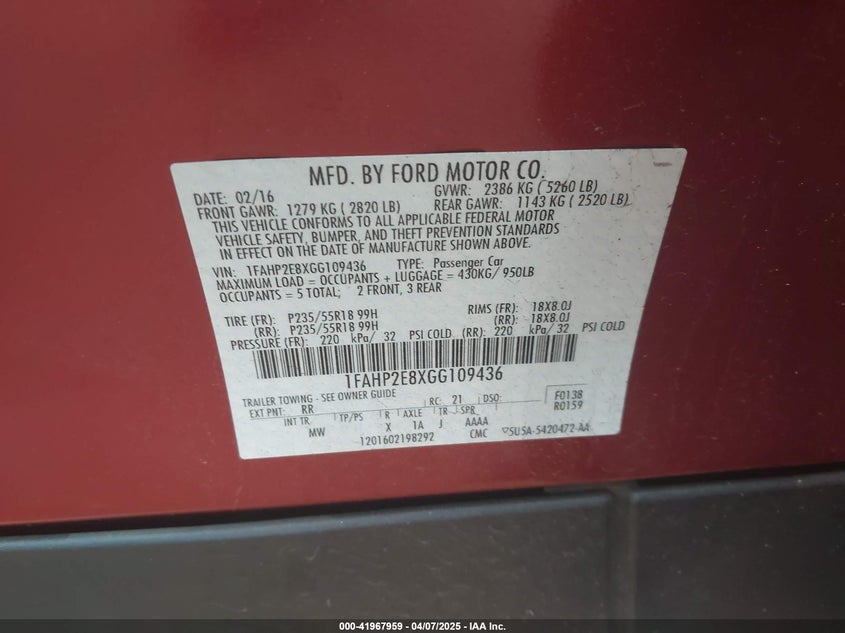 MFD. BY FORD MOTOR CO.
DATE: 02/16 GVWR: 2386 KG ( 5260 LB)
FRONT GAWR: 1279 KG ( 2820 LB) REAR GAWR: 1143 KG ( 2520 LB)
THIS VEHICLE CONFORMS TO ALL APPLICABLE FEDERAL MOTOR
VEHICLE SAFETY, BUMPER, AND THEFT PREVENTION STANDARDS
IN EFFECT ON THE DATE OF MANUFACTURE SHOWN ABOVE.
VIN: 1FAHP2E8XGG109436 TYPE: Passenger Car
MAXIMUM LOAD = OCCUPANTS + LUGGAGE = 430KG/ 950LB
OCCUPANTS = 5 TOTAL; 2 FRONT, 3 REAR
TIRE (FR): P235/55R18 99H RIMS (FR): 18X8.0J
(RR): P235/55R18 99H (RR): 18X8.0J
PRESSURE (FR): 220 kPa/ 32 PSI COLD (RR): 220 kPa/ 32 PSI COLD
1FAHP2E8XGG109436
TRAILER TOWING - SEE OWNER GUIDE
EXT PNT: RR RC: 21 DSO: F0138
R0159
INT TR TP/PS R AXLE TR SPR
MW X 1A J AAAA
1201602198292 CMC ▽5U5A-5420472-AA
000-41967959 - 04/07/2025 - IAA Inc.